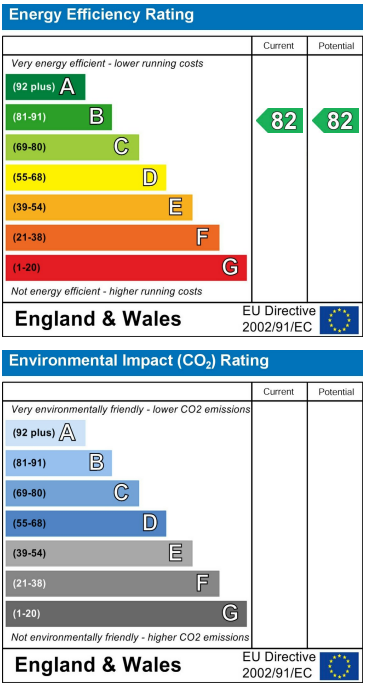 Energy Efficiency Rating
Current Potential
Very energy efficient - lower running costs
(92 plus) A
(81-91) B 82 82
(69-80) C
(55-68) D
(39-54) E
(21-38) F
(1-20) G
Not energy efficient - higher running costs
England & Wales EU Directive 2002/91/EC
Environmental Impact (CO₂) Rating
Current Potential
Very environmentally friendly - lower CO2 emissions
(92 plus) A
(81-91) B
(69-80) C
(55-68) D
(39-54) E
(21-38) F
(1-20) G
Not environmentally friendly - higher CO2 emissions
England & Wales EU Directive 2002/91/EC